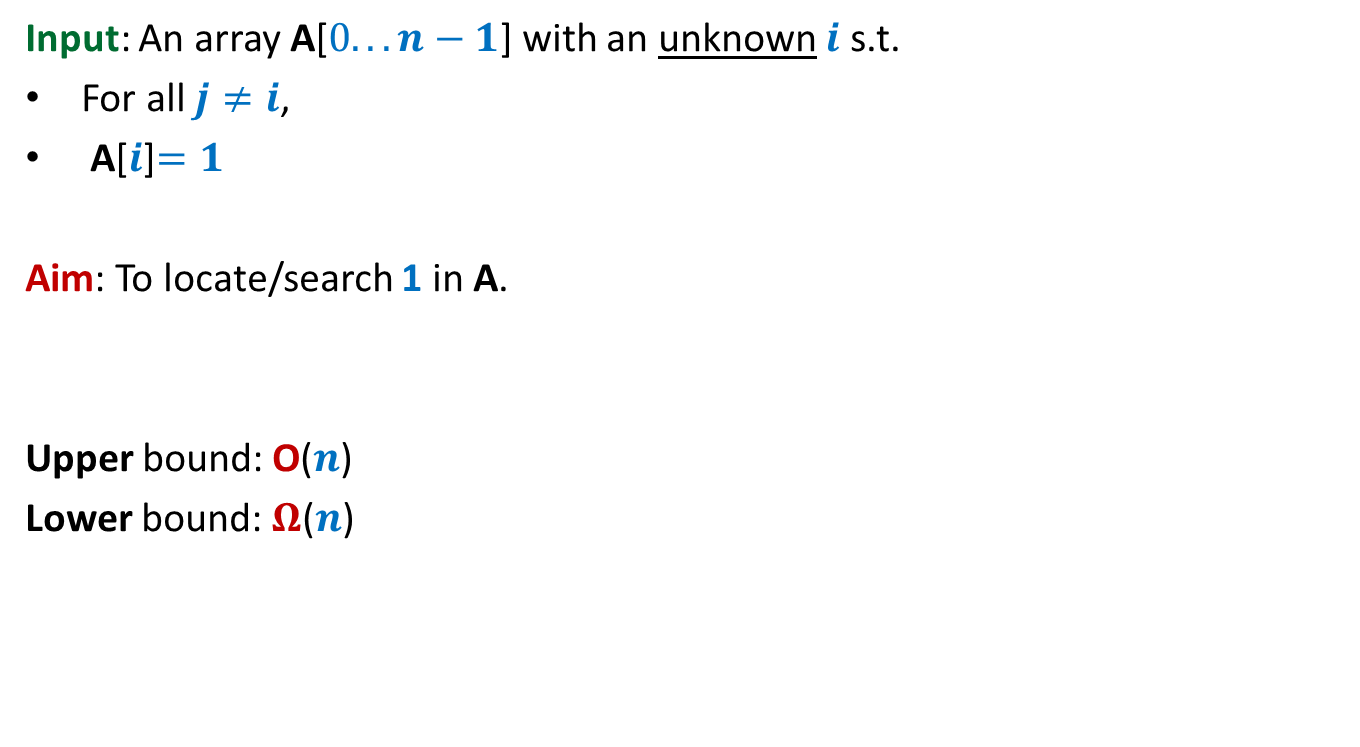 Input: An array A[0…n − 1] with an unknown i s.t.
• For all j ≠ i,
• A[i]= 1
Aim: To locate/search 1 in A.
Upper bound: O(n)
Lower bound: Ω(n)